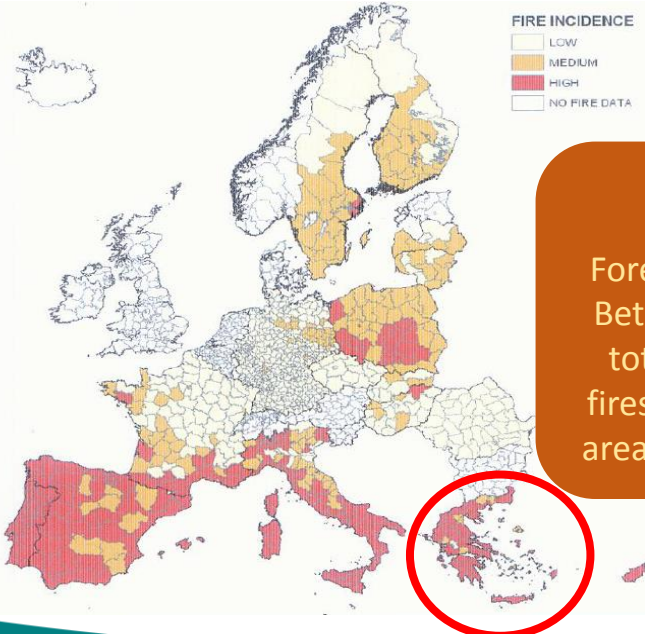 FIRE INCIDENCE
LOW
MEDIUM
HIGH
NO FIRE DATA
Fore
Bet
tot
fires
area